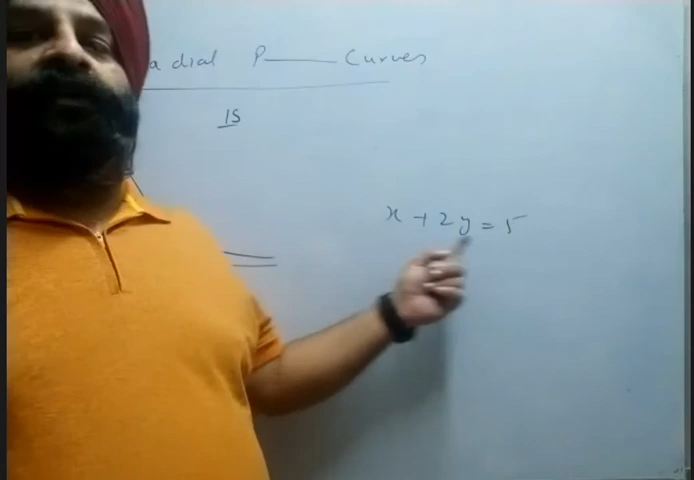 adial P——— Curves
15
x + 2y = 5